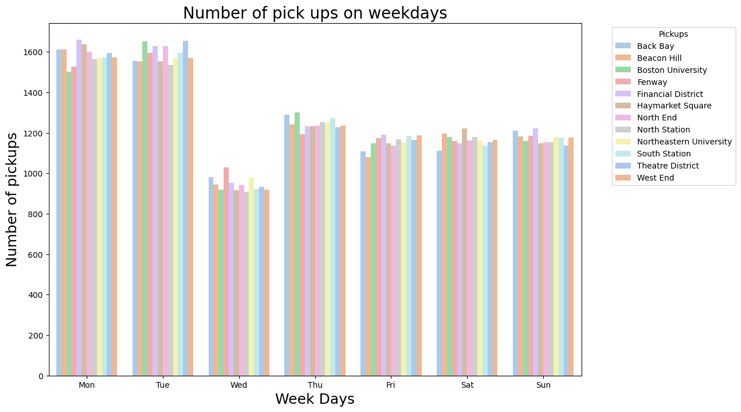 Number of pick ups on weekdays
Number of pickups
1600
1400
1200
1000
800
600
400
200
0
Mon Tue Wed Thu Fri Sat Sun
Week Days
Pickups
Back Bay
Beacon Hill
Boston University
Fenway
Financial District
Haymarket Square
North End
North Station
Northeastern University
South Station
Theatre District
West End